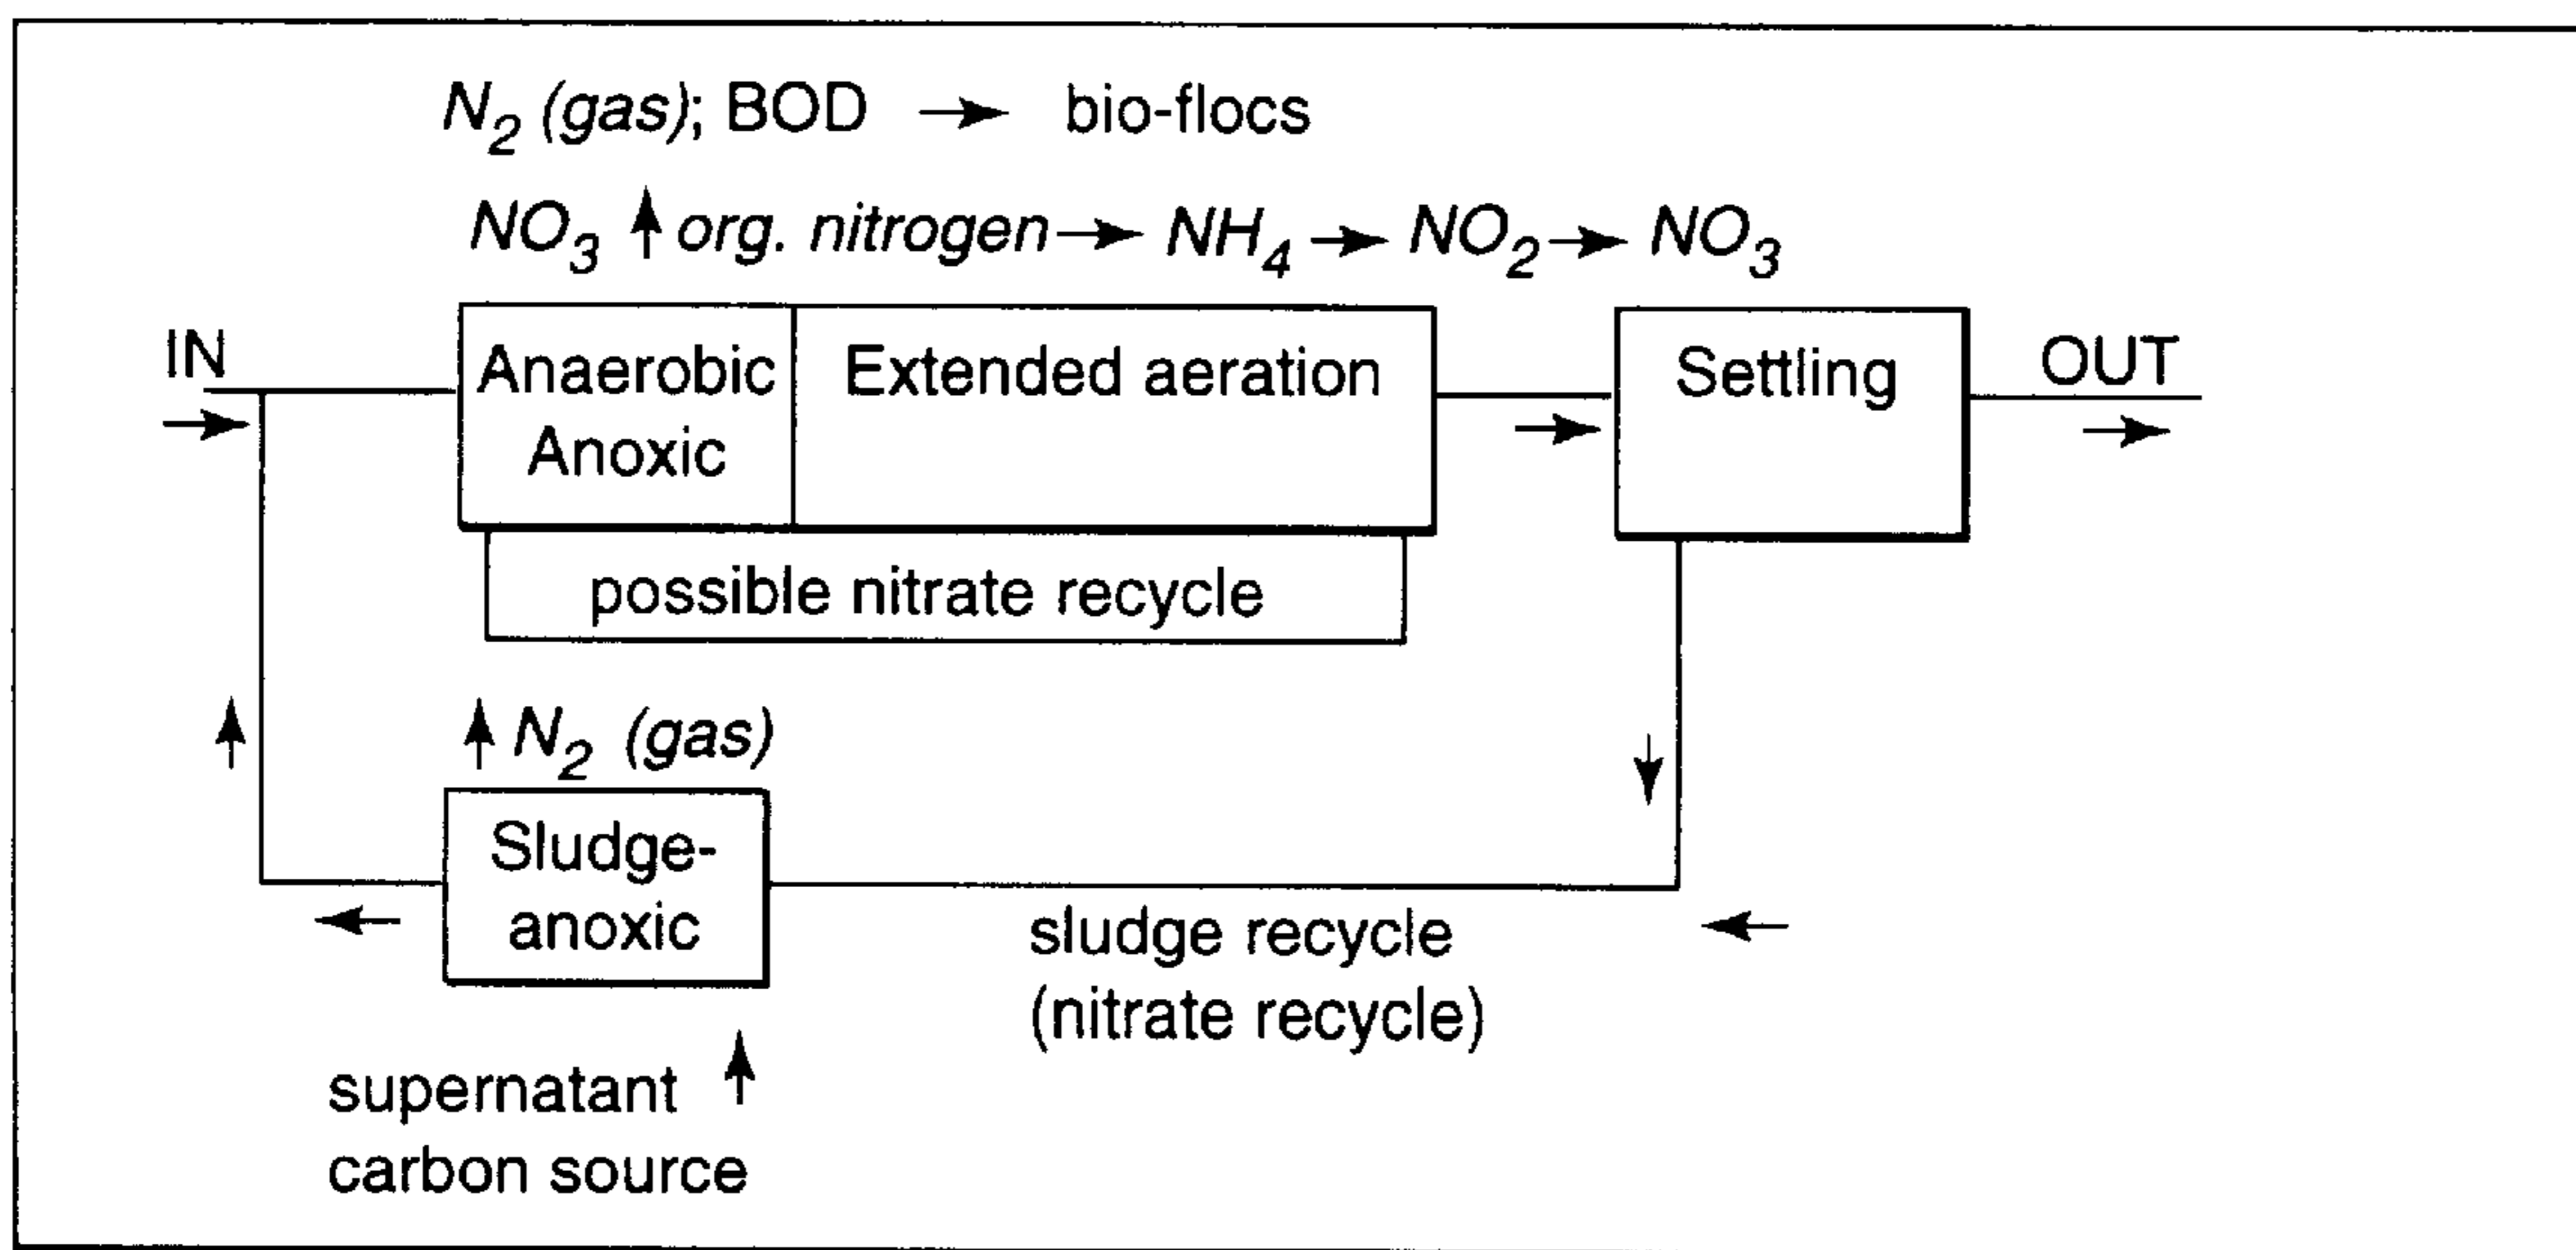 N2 (gas); BOD → bio-flocs
NO3 ↑ org. nitrogen → NH4 → NO2 → NO3
IN
Anaerobic
Anoxic
Extended aeration
Settling
OUT
possible nitrate recycle
↑ N2 (gas)
Sludge-
anoxic
sludge recycle
(nitrate recycle)
supernatant
carbon source